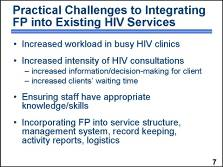 Practical Challenges to Integrating
FP into Existing HIV Services
• Increased workload in busy HIV clinics
• Increased intensity of HIV consultations
– increased information/decision-making for client
– increased clients' waiting time
• Ensuring staff have appropriate
knowledge/skills
• Incorporating FP into service structure,
management system, record keeping,
activity reports, logistics
7